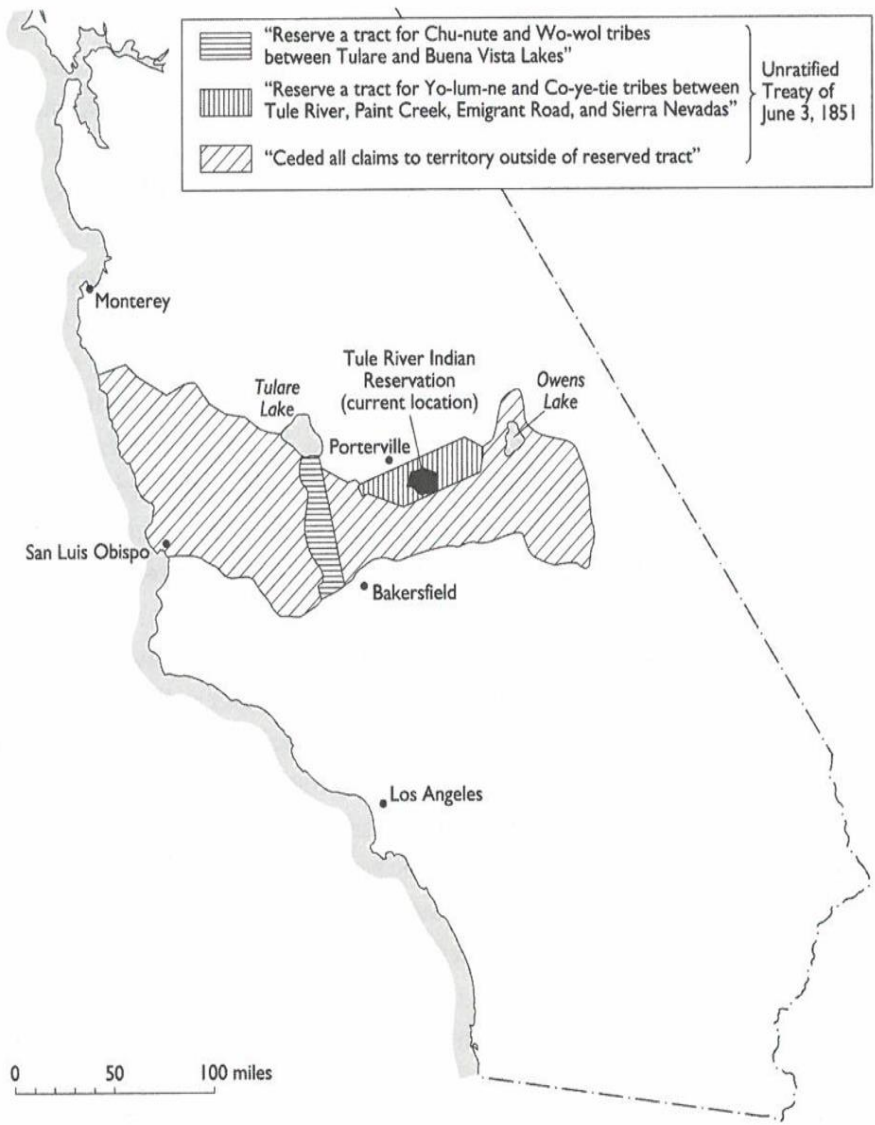 “Reserve a tract for Chu-nute and Wo-wol tribes
between Tulare and Buena Vista Lakes”
“Reserve a tract for Yo-lum-ne and Co-ye-tie tribes between
Tule River, Paint Creek, Emigrant Road, and Sierra Nevadas”
“Ceded all claims to territory outside of reserved tract”
Unratified
Treaty of
June 3, 1851
Monterey
Tule River Indian
Reservation
(current location)
Tulare
Lake
Owens
Lake
Porterville
San Luis Obispo
Bakersfield
Los Angeles
0 50 100 miles